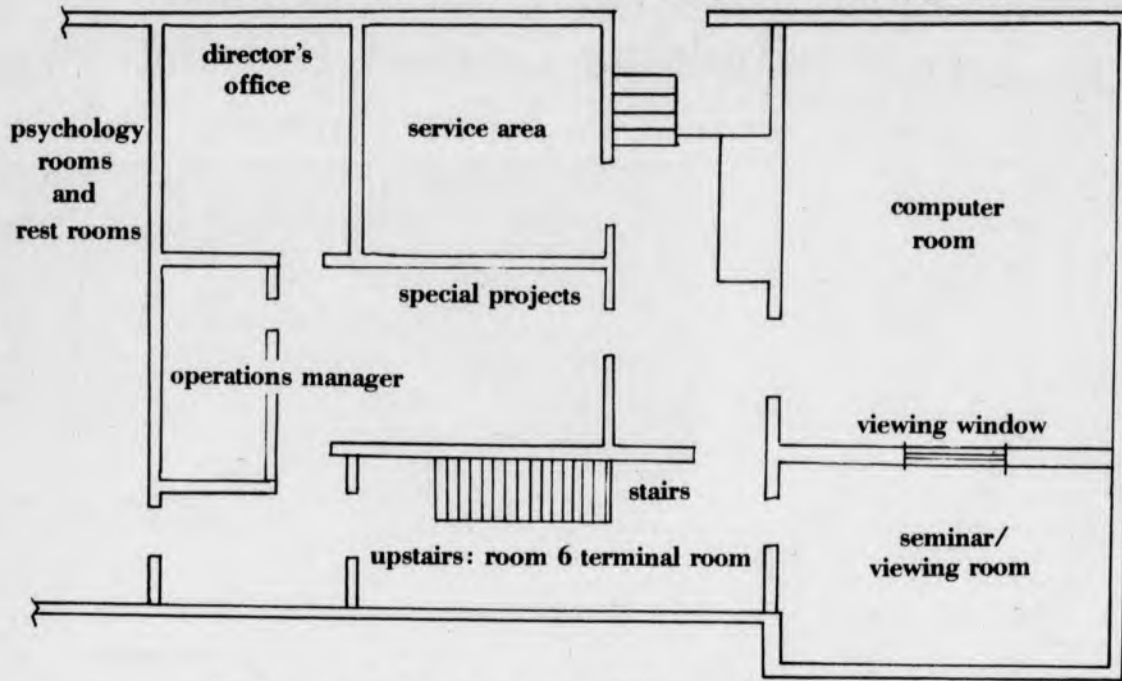 director's
office
psychology
rooms
and
rest rooms
service area
computer
room
special projects
operations manager
viewing window
stairs
seminar/
viewing room
upstairs: room 6 terminal room